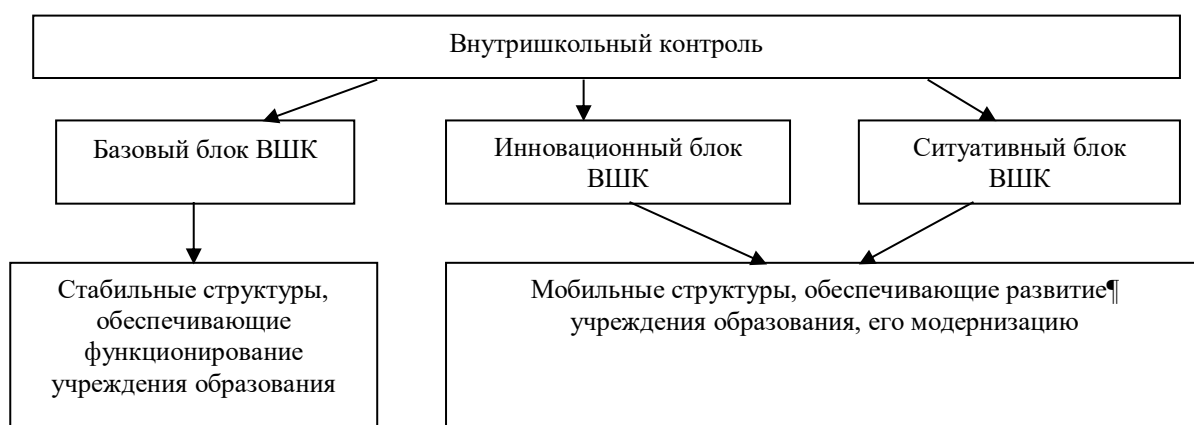 Внутришкольный контроль
Базовый блок ВШК
Инновационный блок
ВШК
Ситуативный блок
ВШК
Стабильные структуры,
обеспечивающие
функционирование
учреждения образования
Мобильные структуры, обеспечивающие развитие¶
учреждения образования, его модернизацию